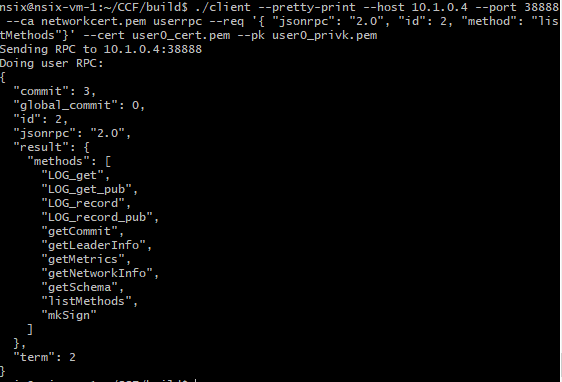 nsix@nsix-vm-1:~/CCF/build$ ./client --pretty-print --host 10.1.0.4 --port 38888
 --ca networkcert.pem userrpc --req '{ "jsonrpc": "2.0", "id": 2, "method": "lis
tMethods"}' --cert user0_cert.pem --pk user0_privk.pem
Sending RPC to 10.1.0.4:38888
Doing user RPC:
{
  "commit": 3,
  "global_commit": 0,
  "id": 2,
  "jsonrpc": "2.0",
  "result": {
    "methods": [
      "LOG_get",
      "LOG_get_pub",
      "LOG_record",
      "LOG_record_pub",
      "getCommit",
      "getLeaderInfo",
      "getMetrics",
      "getNetworkInfo",
      "getSchema",
      "listMethods",
      "mkSign"
    ]
  },
  "term": 2
}